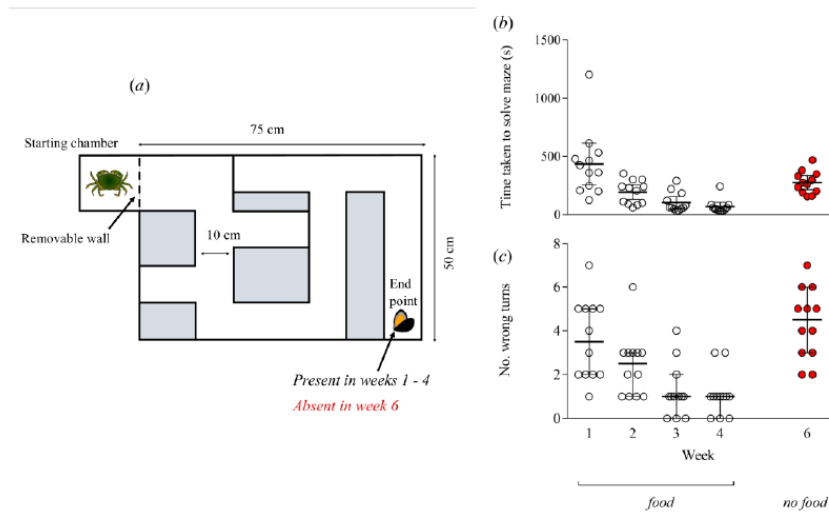 (a)
75 cm
Starting chamber
Removable wall
10 cm
50 cm
End
point
Present in weeks 1 - 4
Absent in week 6
(b)
Time taken to solve maze (s)
1500
1000
500
0
(c)
No. wrong turns
8
6
4
2
0
1 2 3 4 6
Week
food no food